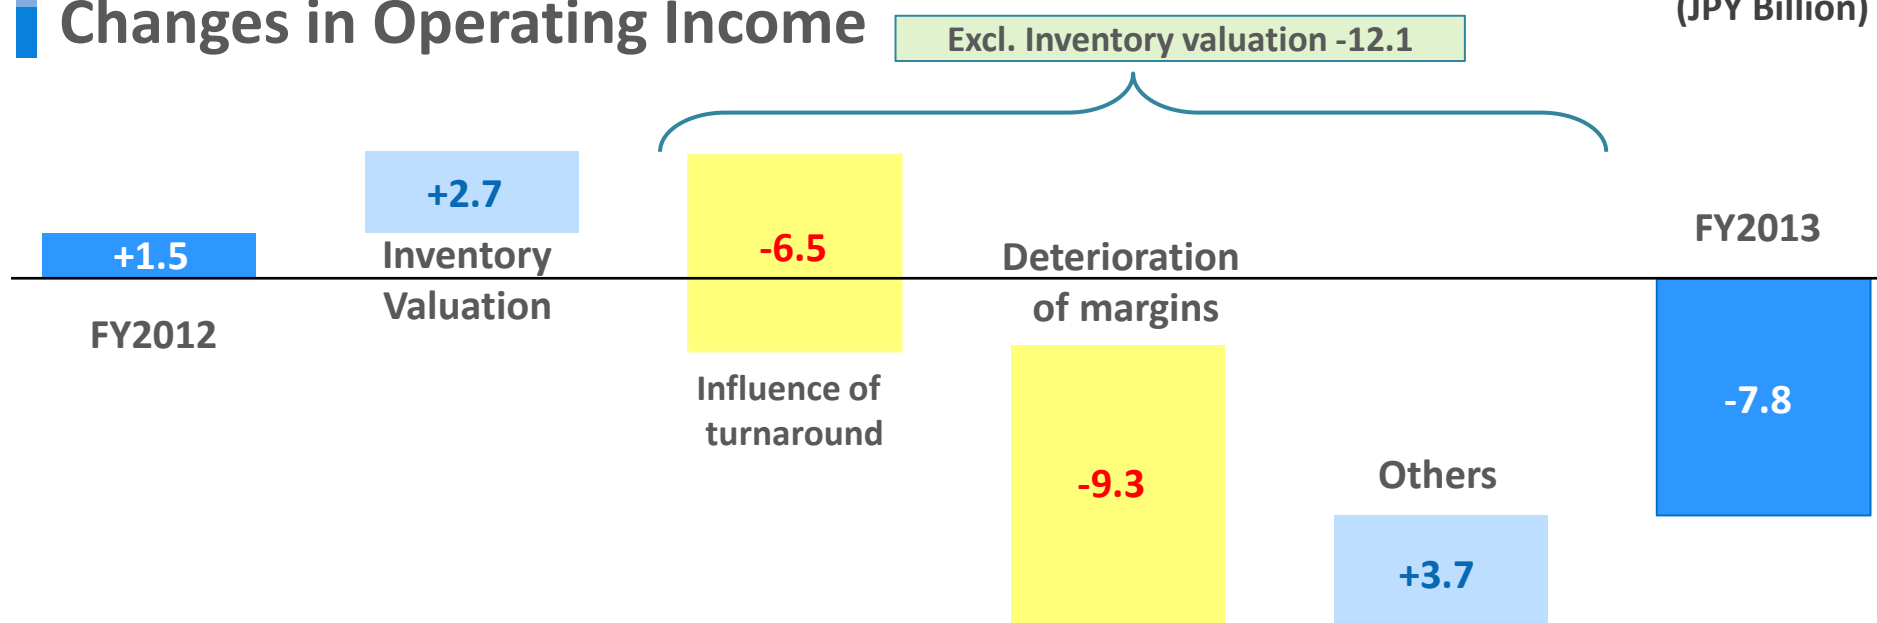 Changes in Operating Income
(JPY Billion)
Excl. Inventory valuation -12.1
+1.5
FY2012
+2.7
Inventory
Valuation
-6.5
Influence of
turnaround
Deterioration
of margins
-9.3
Others
+3.7
FY2013
-7.8